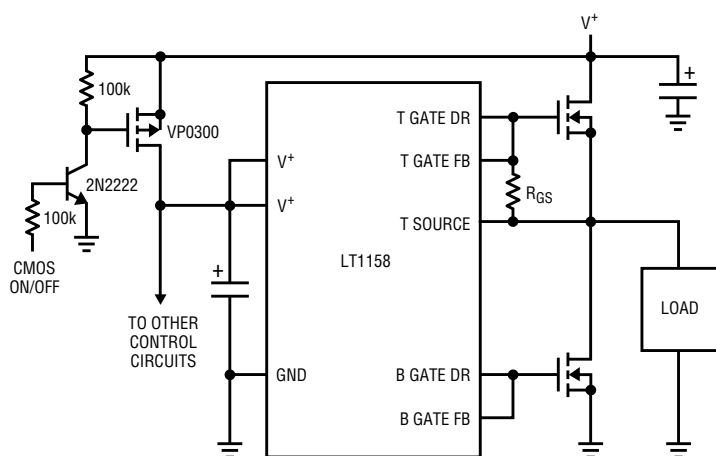 V+
100k
VP0300
2N2222
100k
CMOS
ON/OFF
TO OTHER
CONTROL
CIRCUITS
+
V+
V+
GND
LT1158
T GATE DR
T GATE FB
T SOURCE
B GATE DR
B GATE FB
RGS
+
LOAD